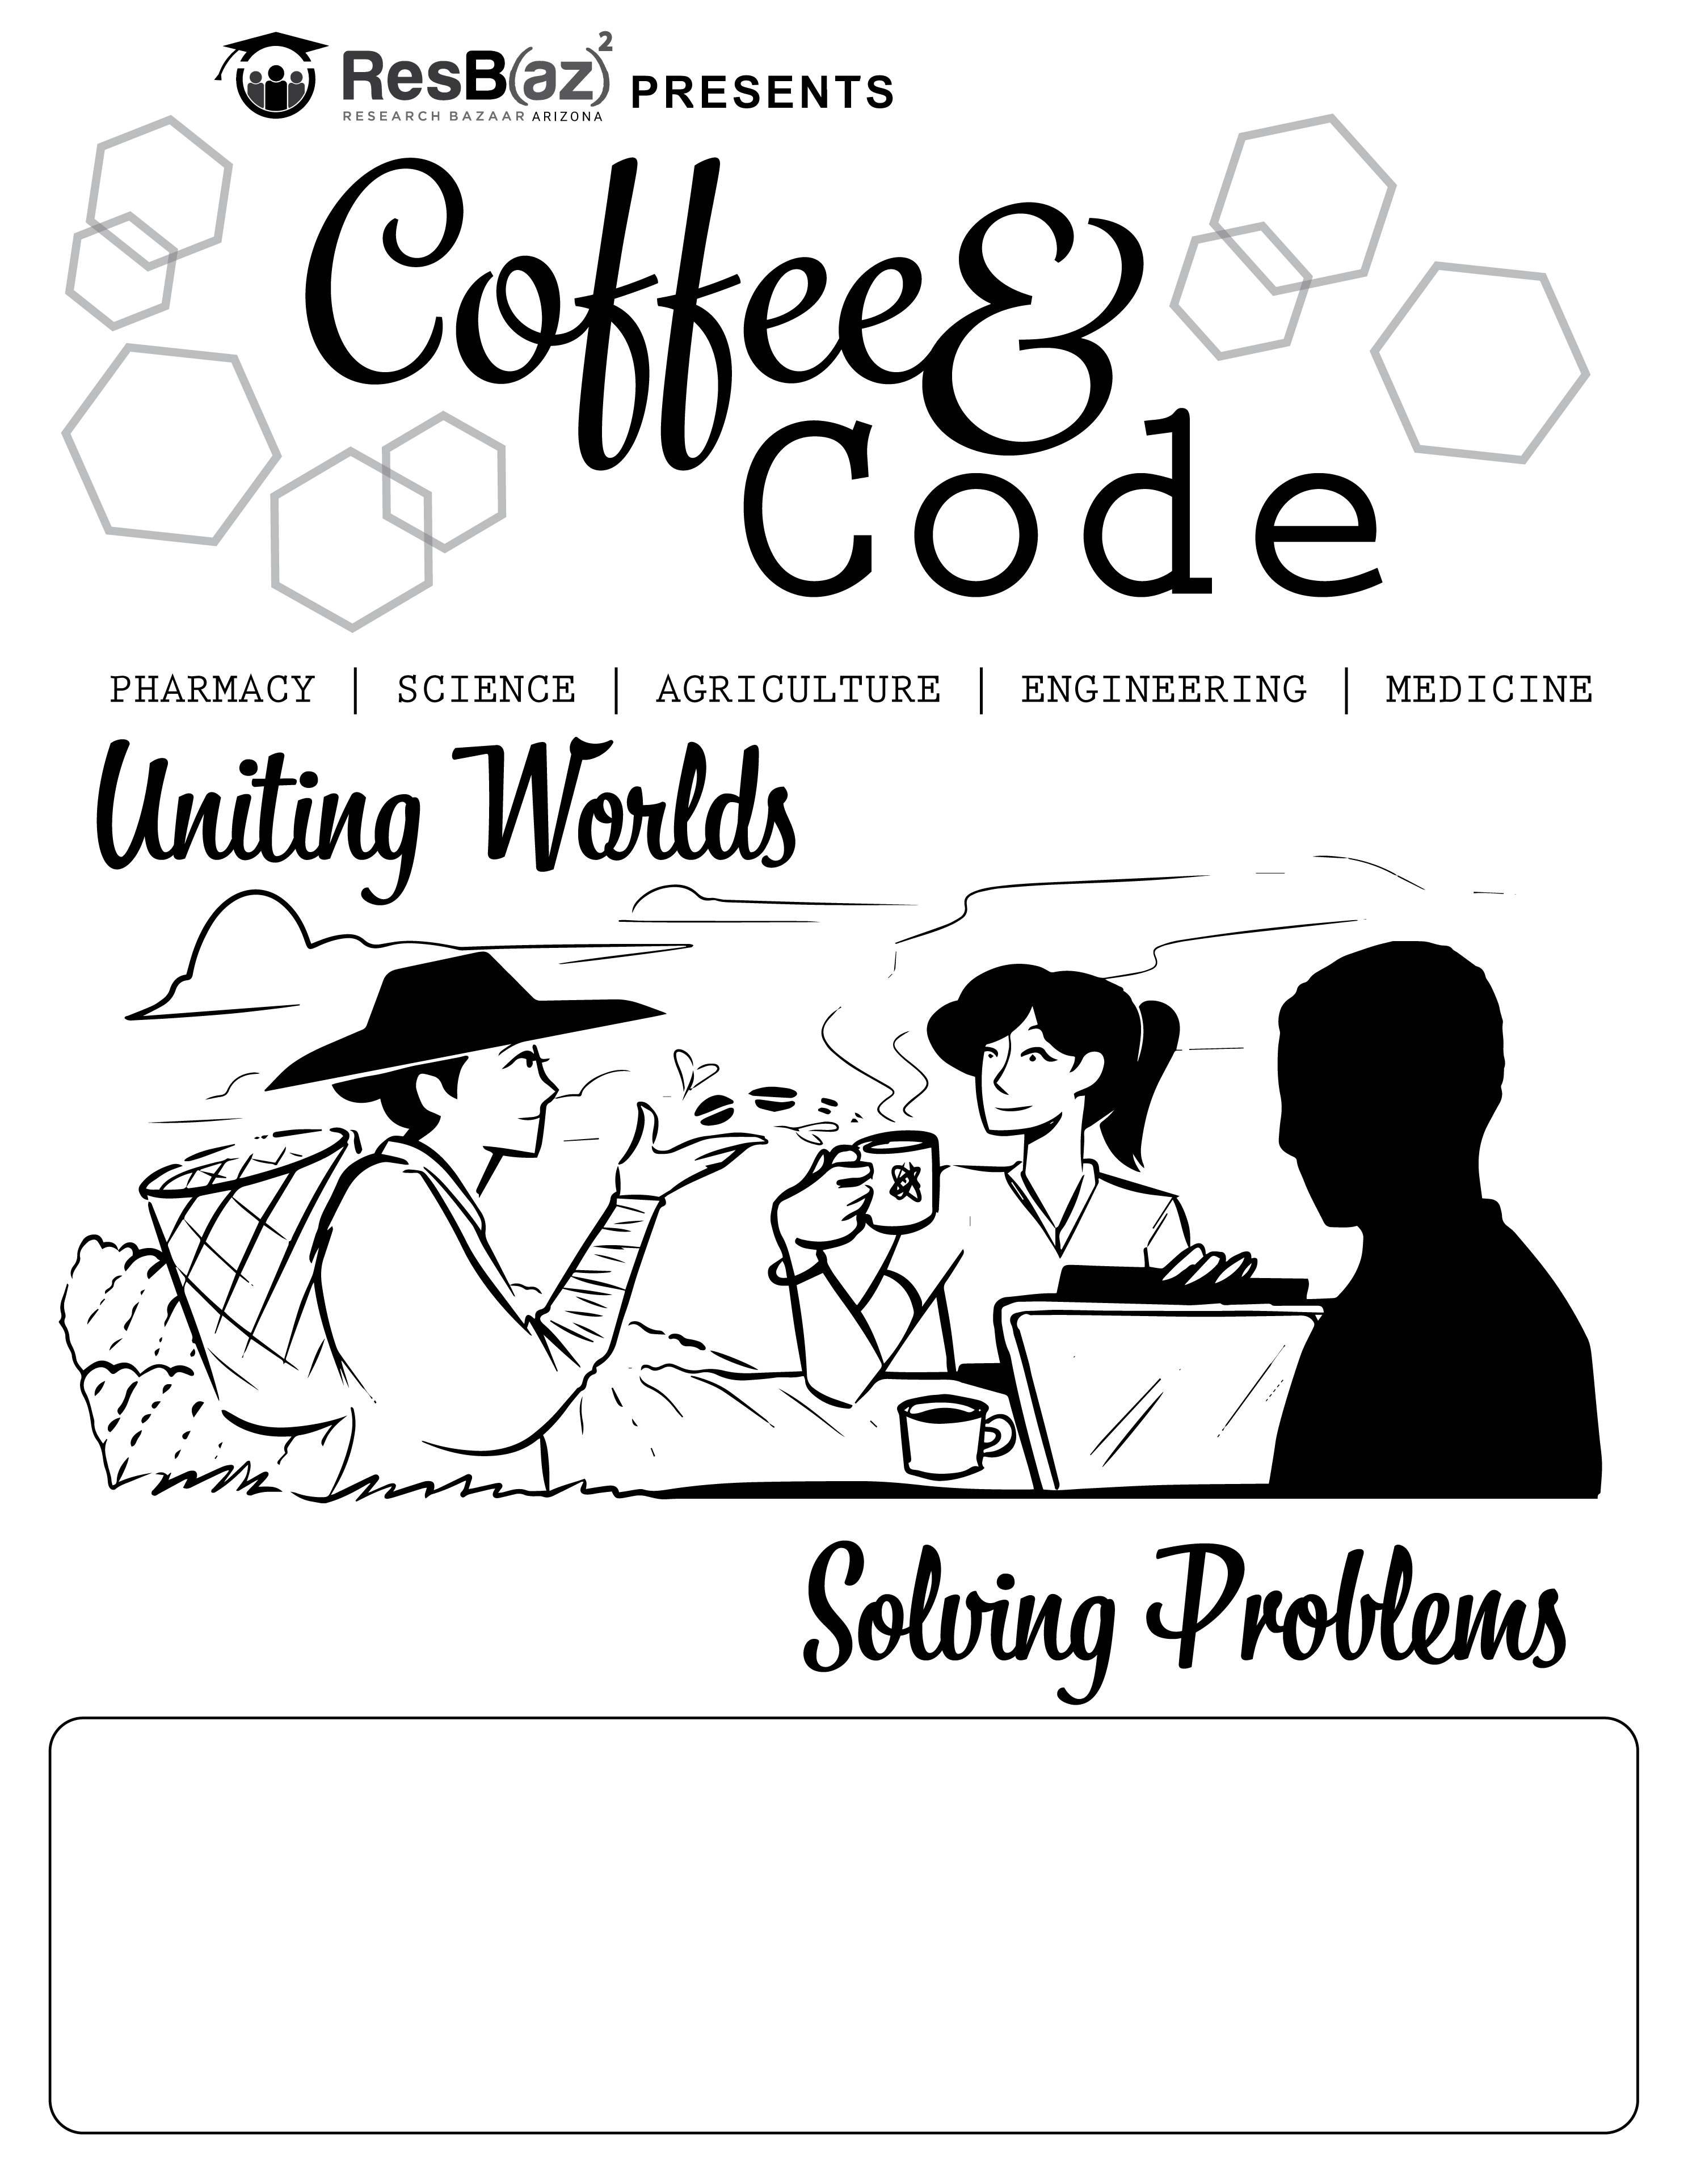 ResB(az)² PRESENTS
RESEARCH BAZAAR ARIZONA
Coffee &
Code
PHARMACY | SCIENCE | AGRICULTURE | ENGINEERING | MEDICINE
Uniting Worlds
Solving Problems